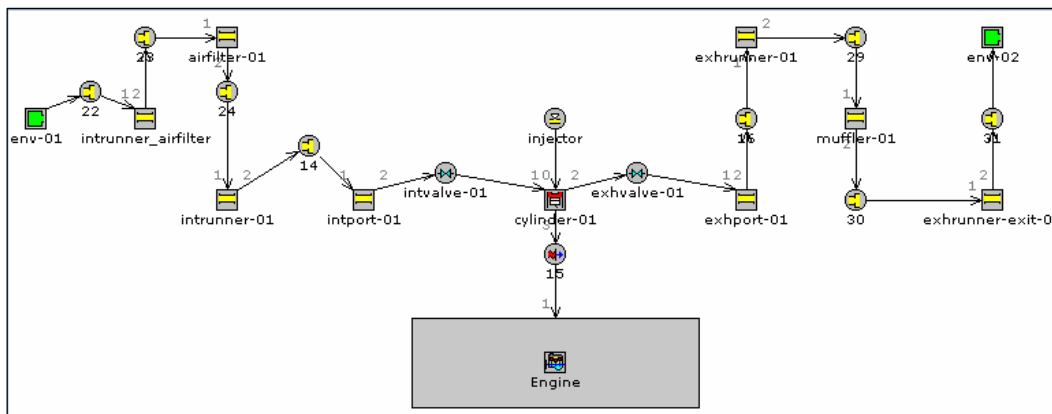 1
2
23
airfilter-01
exhrunner-01
29
env-02
2
1
1
22
12
24
injector
16
muffler-01
31
env-01
intrunner_airfilter
2
14
1
2
1
2
intvalve-01
10
2
exhvalve-01
12
1
2
intrunner-01
intport-01
cylinder-01
exhport-01
30
exhrunner-exit-0
3
15
1
Engine